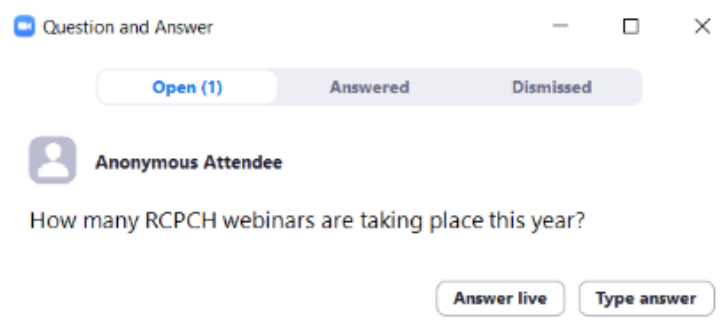 Question and Answer
Open (1) Answered Dismissed
Anonymous Attendee
How many RCPCH webinars are taking place this year?
Answer live Type answer